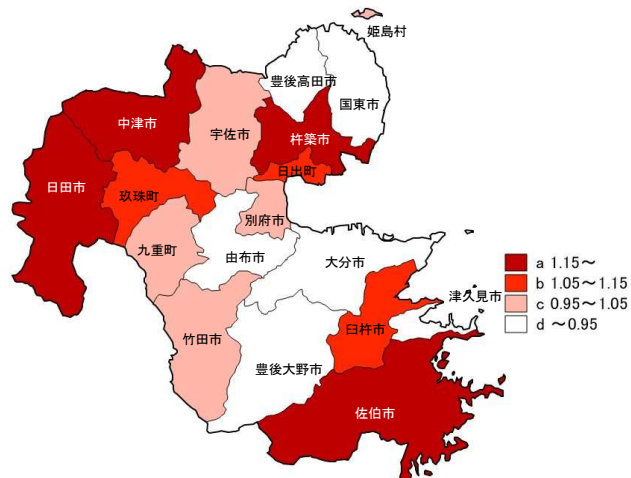 姫島村
豊後高田市
国東市
中津市
宇佐市
杵築市
日出町
日田市
玖珠町
別府市
九重町
由布市
大分市
a 1.15～
b 1.05～1.15
c 0.95～1.05
d ～0.95
津久見市
臼杵市
竹田市
豊後大野市
佐伯市